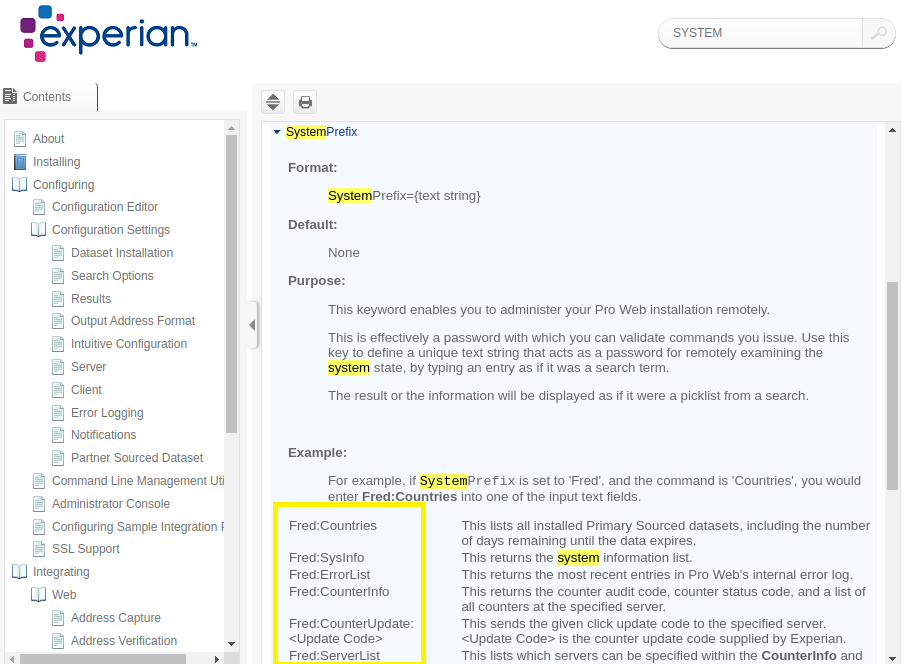 experian™
SYSTEM
Contents
About
Installing
Configuring
Configuration Editor
Configuration Settings
Dataset Installation
Search Options
Results
Output Address Format
Intuitive Configuration
Server
Client
Error Logging
Notifications
Partner Sourced Dataset
Command Line Management Uti
Administrator Console
Configuring Sample Integration P
SSL Support
Integrating
Web
Address Capture
Address Verification
SystemPrefix
Format:
SystemPrefix={text string}
Default:
None
Purpose:
This keyword enables you to administer your Pro Web installation remotely.
This is effectively a password with which you can validate commands you issue. Use this
key to define a unique text string that acts as a password for remotely examining the
system state, by typing an entry as if it was a search term.
The result or the information will be displayed as if it were a picklist from a search.
Example:
For example, if SystemPrefix is set to 'Fred', and the command is 'Countries', you would
enter Fred:Countries into one of the input text fields.
Fred:Countries
This lists all installed Primary Sourced datasets, including the number
of days remaining until the data expires.
Fred:SysInfo
This returns the system information list.
Fred:ErrorList
This returns the most recent entries in Pro Web's internal error log.
Fred:CounterInfo
This returns the counter audit code, counter status code, and a list of
all counters at the specified server.
Fred:CounterUpdate:
<Update Code>
This sends the given click update code to the specified server.
<Update Code> is the counter update code supplied by Experian.
Fred:ServerList
This lists which servers can be specified within the CounterInfo and